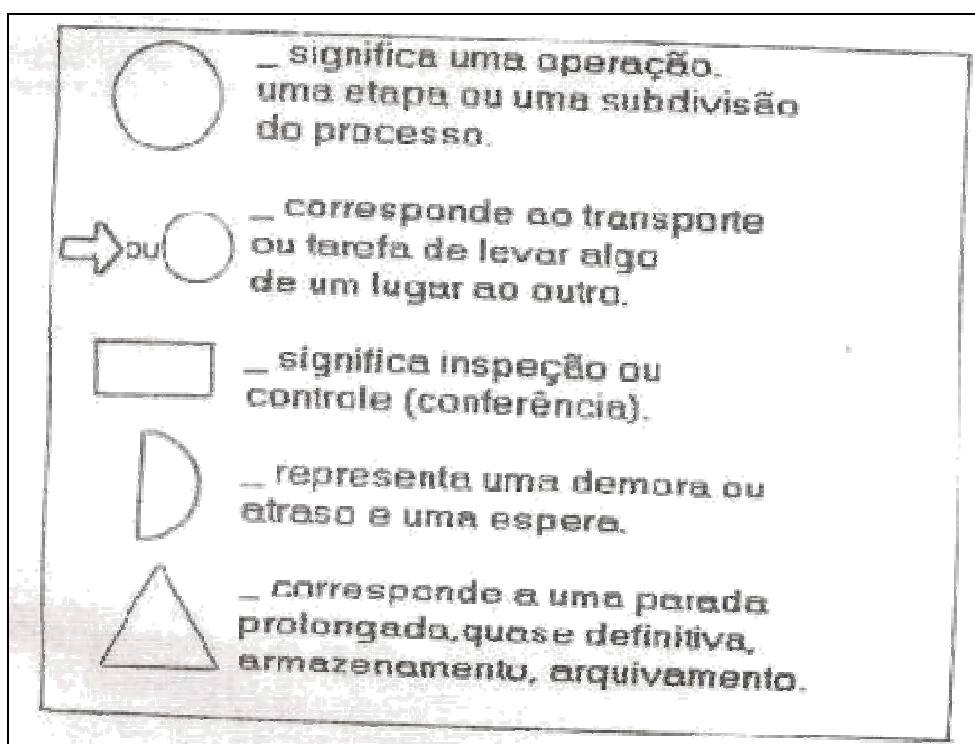 _ significa uma operação.
uma etapa ou uma subdivisão
do processo.
OU
_ corresponde ao transporte
ou tarefa de levar algo
de um lugar ao outro.
_ significa inspeção ou
controle (conferência).
_ representa uma demora ou
atraso e uma espera.
_ corresponde a uma parada
prolongada,quase definitiva,
armazenamento, arquivamento.